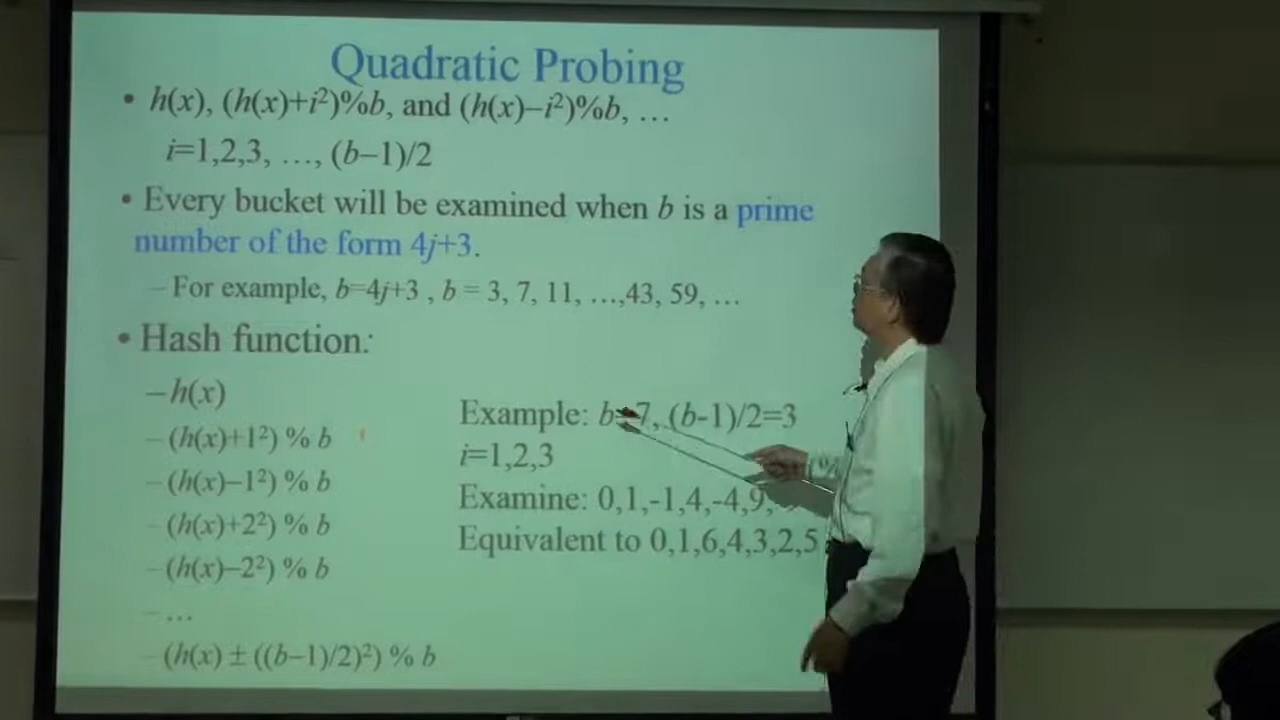 Quadratic Probing
• h(x), (h(x)+i²)%b, and (h(x)−i²)%b, …
i=1,2,3, …, (b−1)/2
• Every bucket will be examined when b is a prime
number of the form 4j+3.
– For example, b=4j+3 , b = 3, 7, 11, …,43, 59, …
• Hash function:
– h(x)
– (h(x)+1²) % b
– (h(x)−1²) % b
– (h(x)+2²) % b
– (h(x)−2²) % b
– …
– (h(x) ± ((b−1)/2)²) % b
Example: b=7, (b-1)/2=3
i=1,2,3
Examine: 0,1,-1,4,-4,9,
Equivalent to 0,1,6,4,3,2,5